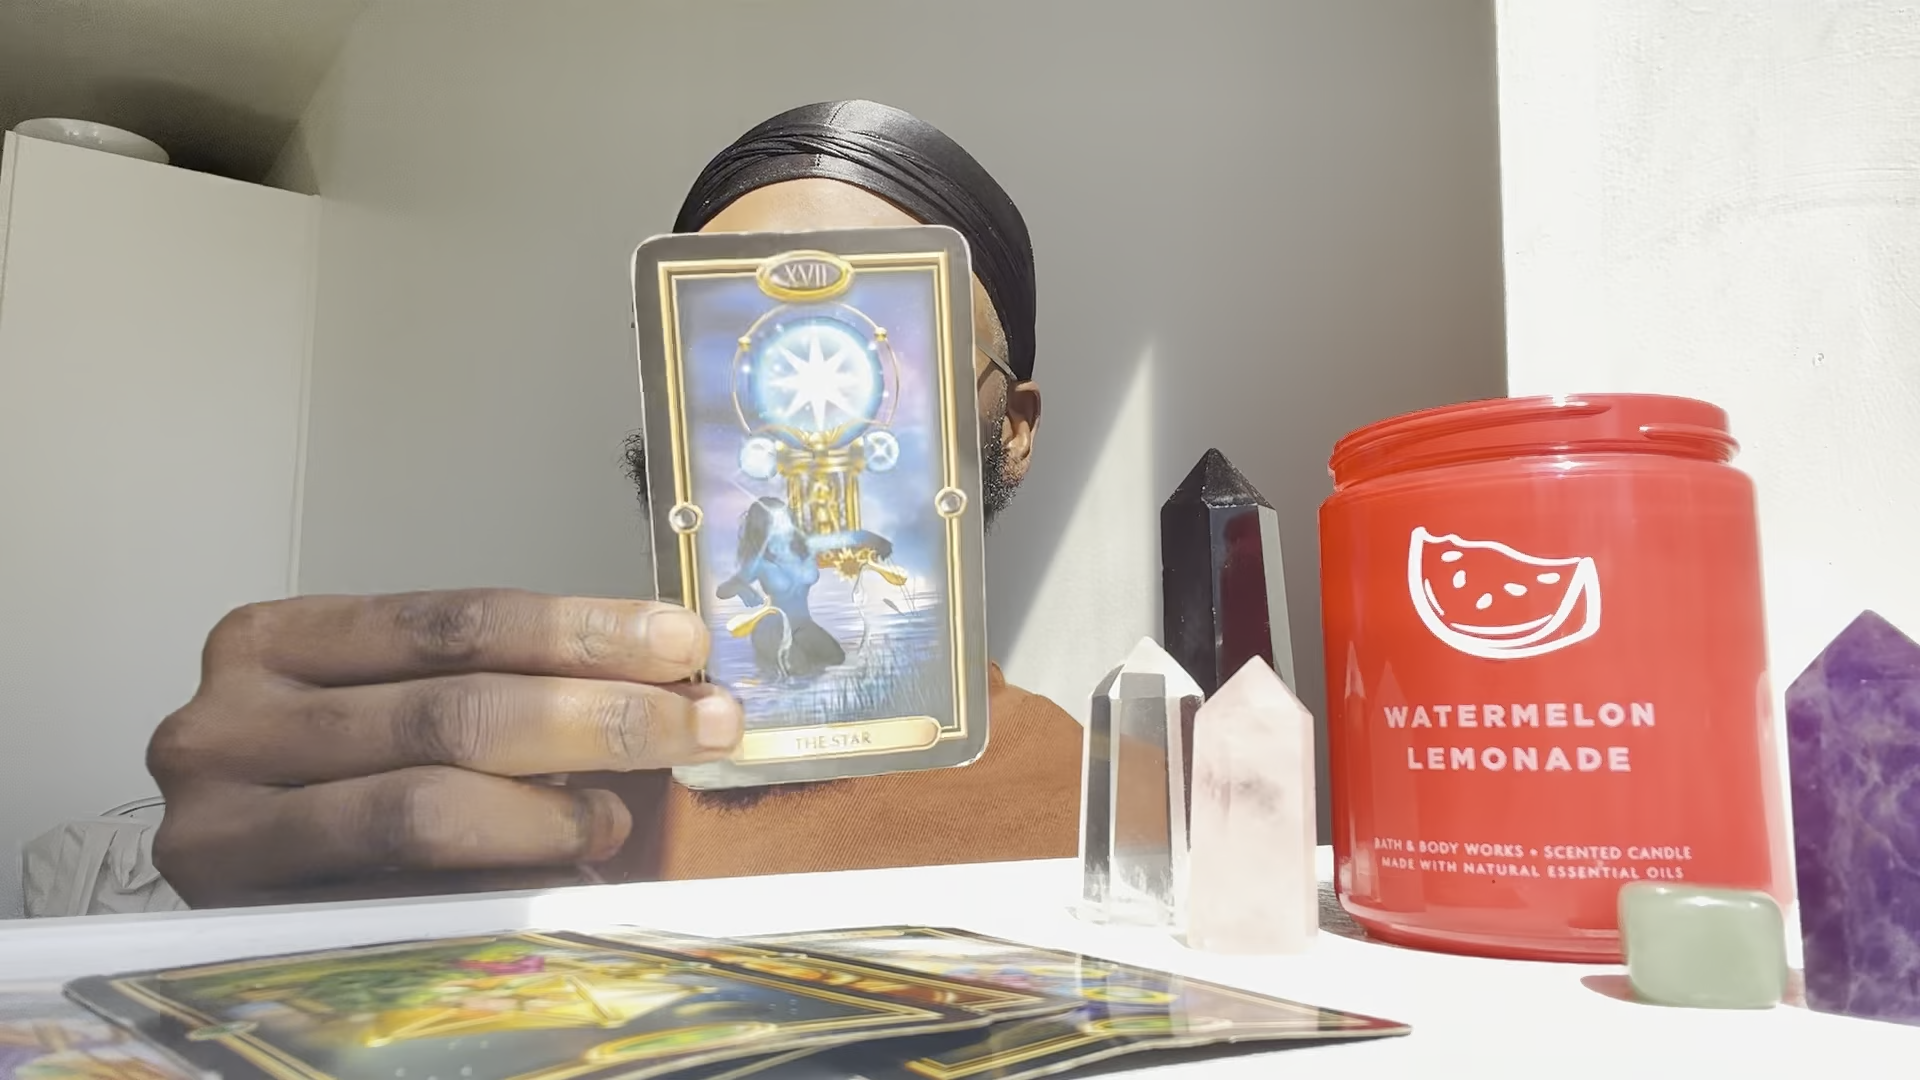 XVII
THE STAR
WATERMELON
LEMONADE
BATH & BODY WORKS • SCENTED CANDLE
MADE WITH NATURAL ESSENTIAL OILS